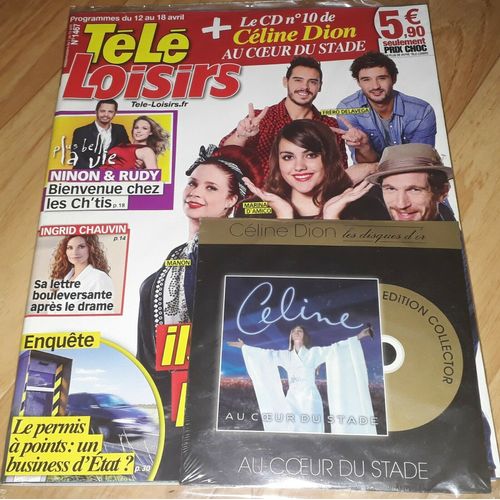 Programmes du 12 au 18 avril
N°1467
TéLé
Loisirs
Tele-Loisirs.fr
+ Le CD n°10 de
Céline Dion
AU CŒUR DU STADE
5€,90
seulement
PRIX CHOC
FRÉRO DELAVEGA
plus belle
la vie
NINON & RUDY
Bienvenue chez
les Ch'tis p.18
MARINA
D'AMICO
MANON
INGRID CHAUVIN
p.14
Sa lettre
bouleversante
après le drame
Enquête
Le permis
à points : un
business d'État ? p.30
Céline Dion les disques d'or
EDITION COLLECTOR
Celine
AU CŒUR DU STADE
AU CŒUR DU STADE